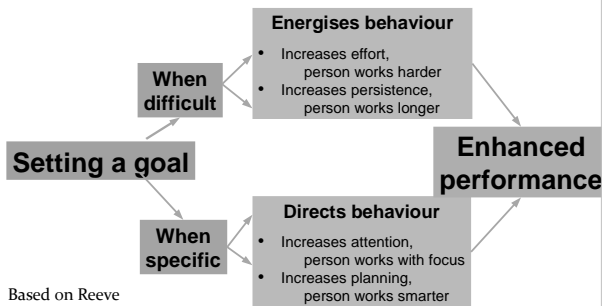 Energises behaviour
• Increases effort,
person works harder
• Increases persistence,
person works longer
When
difficult
Setting a goal
Enhanced
performance
When
specific
Directs behaviour
• Increases attention,
person works with focus
• Increases planning,
person works smarter
Based on Reeve